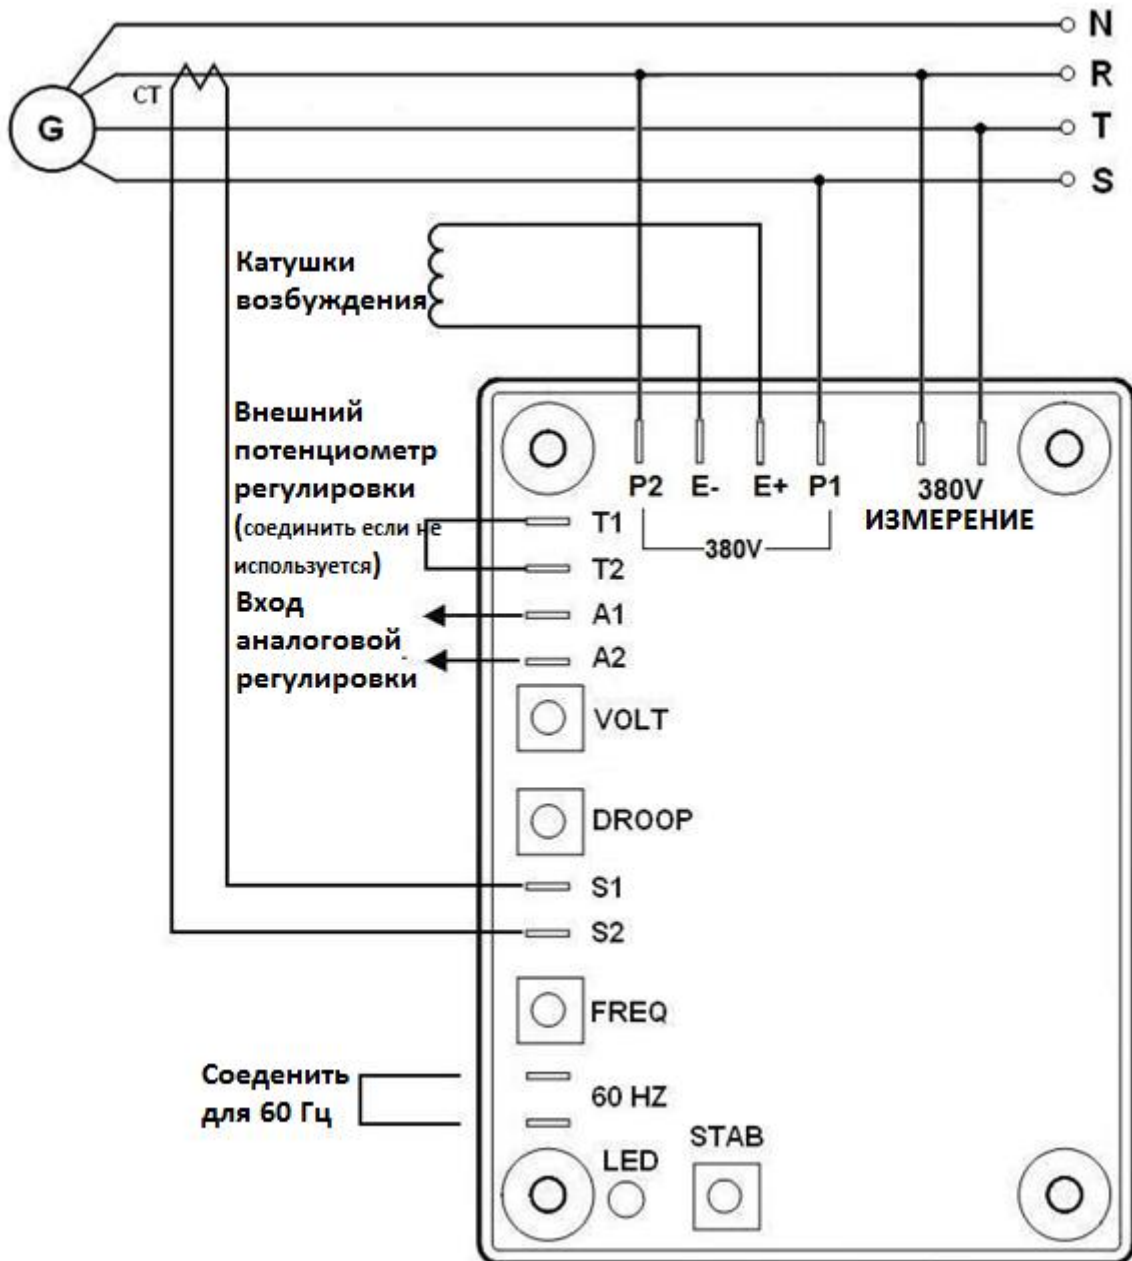 N
R
CT
G
T
S
Катушки
возбуждения
Внешний
потенциометр
регулировки
(соединить если не
используется)
P2 E- E+ P1
380V
380V
ИЗМЕРЕНИЕ
T1
T2
Вход
аналоговой
регулировки
A1
A2
VOLT
DROOP
S1
S2
FREQ
Соеденить
для 60 Гц
60 HZ
STAB
LED